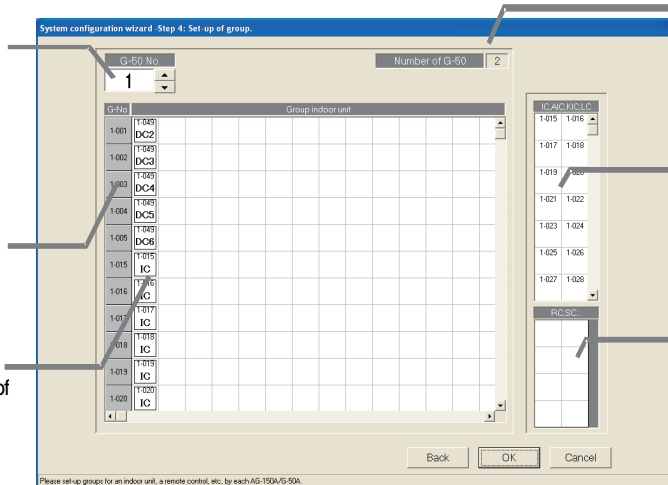 System configuration wizard -Step 4: Set-up of group.
G-50 No
Number of G-50 2
1
G-No Group indoor unit
1-001 1-049 DC2
1-002 1-049 DC3
1-003 1-049 DC4
1-004 1-049 DC5
1-005 1-049 DC6
1-015 1-015 IC
1-016 1-016 IC
1-017 1-017 IC
1-018 1-018 IC
1-019 1-019 IC
1-020 1-020 IC
IC,AIC,KIC,LC
1-015 1-016
1-017 1-018
1-019 1-020
1-021 1-022
1-023 1-024
1-025 1-026
1-027 1-028
RC,SC...
of
Back OK Cancel
Please set-up groups for an indoor unit, a remote control, etc, by each AG-150A/G-50A.